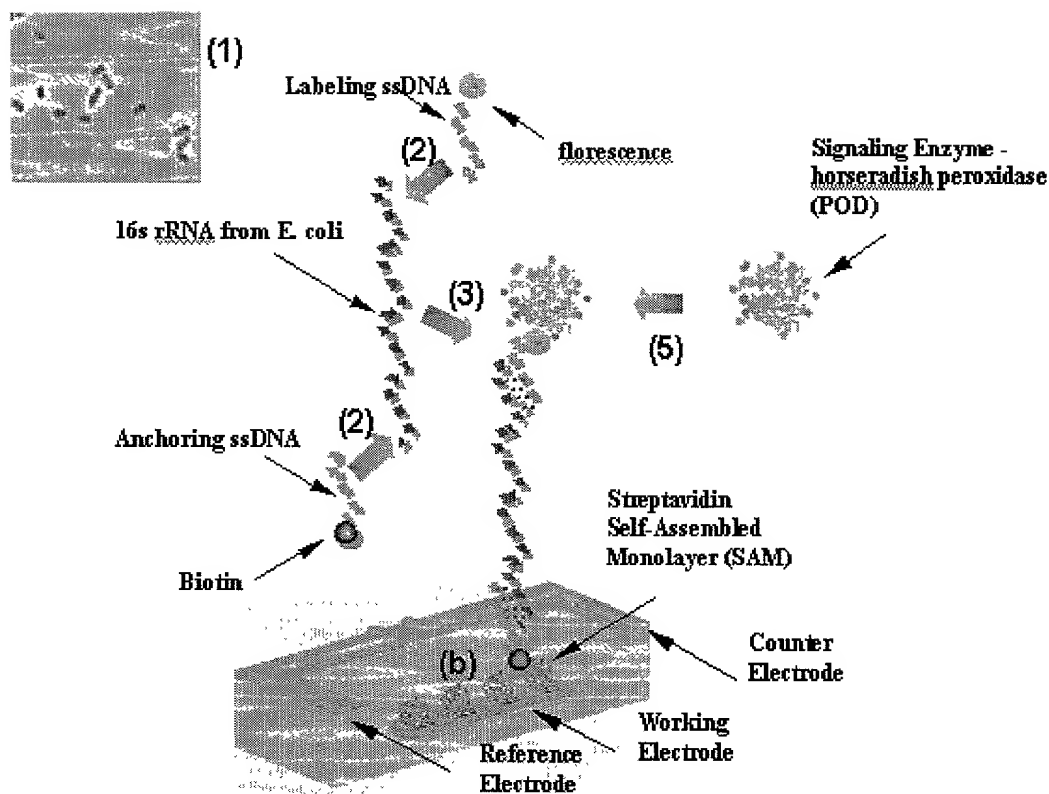 (1)
Labeling ssDNA
florescence
(2)
Signaling Enzyme -
horseradish peroxidase
(POD)
16s rRNA from E. coli
(3)
(5)
(2)
Anchoring ssDNA
Biotin
Streptavidin
Self-Assembled
Monolayer (SAM)
(b)
Counter
Electrode
Working
Electrode
Reference
Electrode